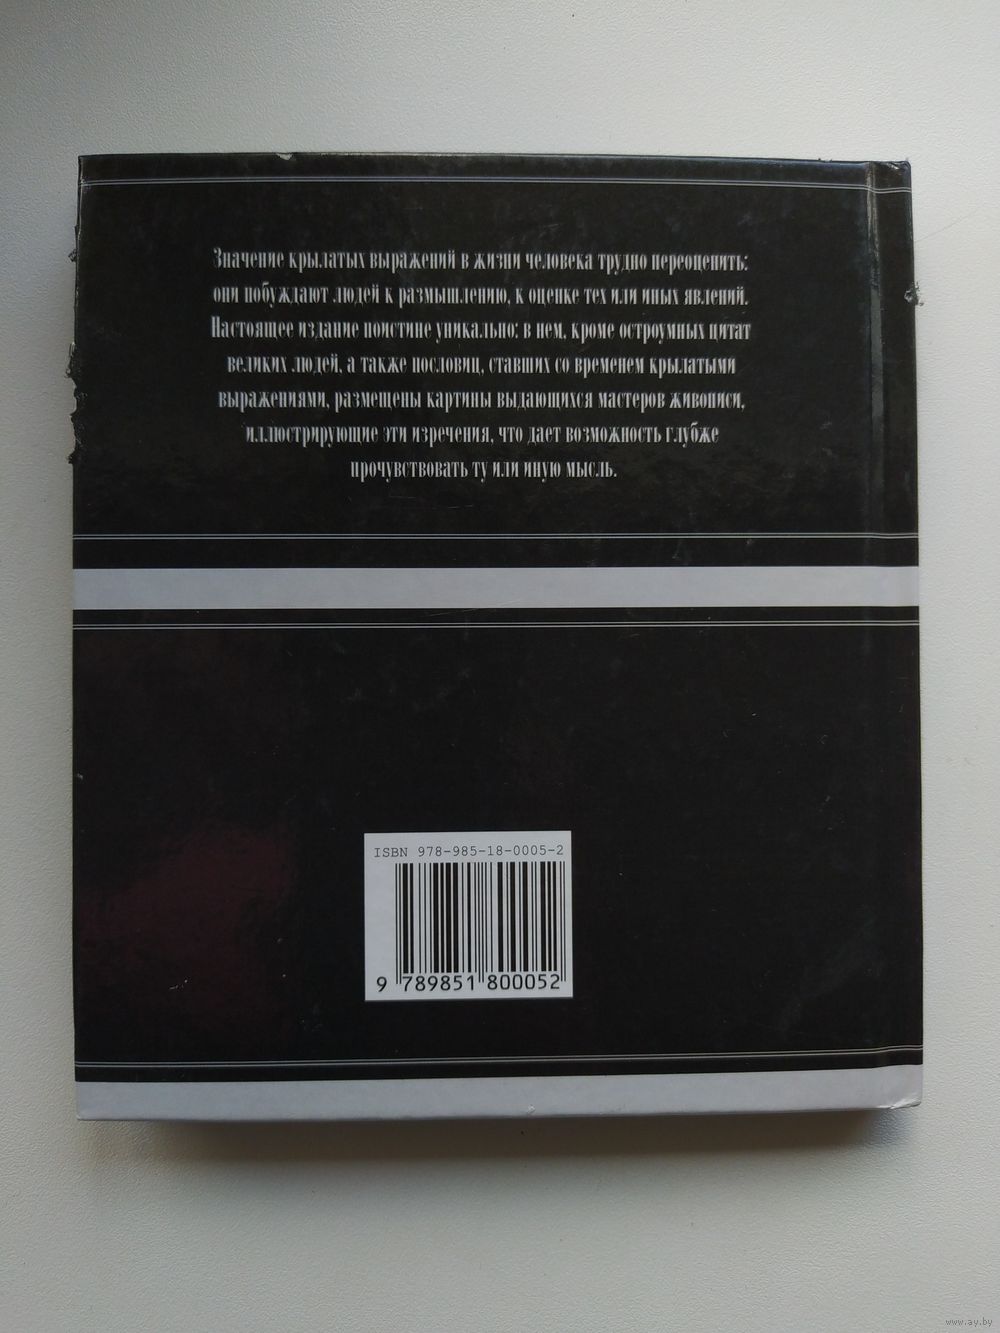 Значение крылатых выражений в жизни человека трудно переоценить:
они побуждают людей к размышлению, к оценке тех или иных явлений.
Настоящее издание поистине уникально: в нем, кроме остроумных цитат
великих людей, а также пословиц, ставших со временем крылатыми
выражениями, размещены картины выдающихся мастеров живописи,
иллюстрирующие эти изречения, что дает возможность глубже
прочувствовать ту или иную мысль.
ISBN 978-985-18-0005-2
9 789851 800052
www.ay.by